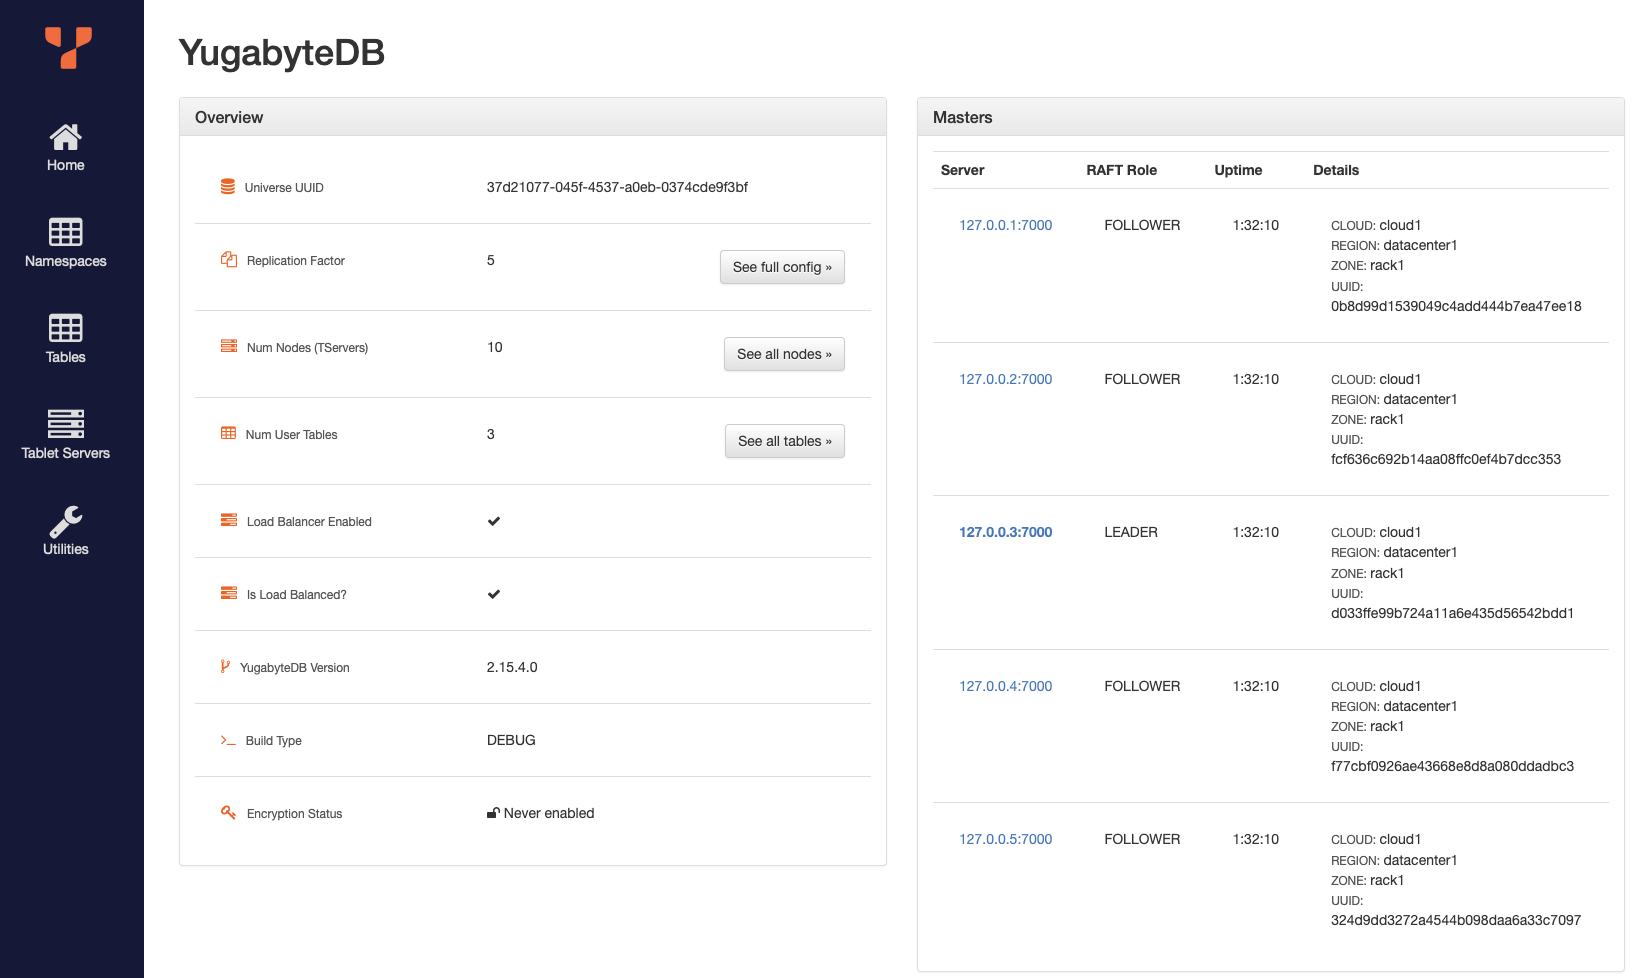 YugabyteDB
Home
Namespaces
Tables
Tablet Servers
Utilities
Overview
Universe UUID 37d21077-045f-4537-a0eb-0374cde9f3bf
Replication Factor 5 See full config »
Num Nodes (TServers) 10 See all nodes »
Num User Tables 3 See all tables »
Load Balancer Enabled
Is Load Balanced?
YugabyteDB Version 2.15.4.0
Build Type DEBUG
Encryption Status Never enabled
Masters
Server RAFT Role Uptime Details
127.0.0.1:7000 FOLLOWER 1:32:10 CLOUD: cloud1
REGION: datacenter1
ZONE: rack1
UUID:
0b8d99d1539049c4add444b7ea47ee18
127.0.0.2:7000 FOLLOWER 1:32:10 CLOUD: cloud1
REGION: datacenter1
ZONE: rack1
UUID:
fcf636c692b14aa08ffc0ef4b7dcc353
127.0.0.3:7000 LEADER 1:32:10 CLOUD: cloud1
REGION: datacenter1
ZONE: rack1
UUID:
d033ffe99b724a11a6e435d56542bdd1
127.0.0.4:7000 FOLLOWER 1:32:10 CLOUD: cloud1
REGION: datacenter1
ZONE: rack1
UUID:
f77cbf0926ae43668e8d8a080ddadbc3
127.0.0.5:7000 FOLLOWER 1:32:10 CLOUD: cloud1
REGION: datacenter1
ZONE: rack1
UUID:
324d9dd3272a4544b098daa6a33c7097